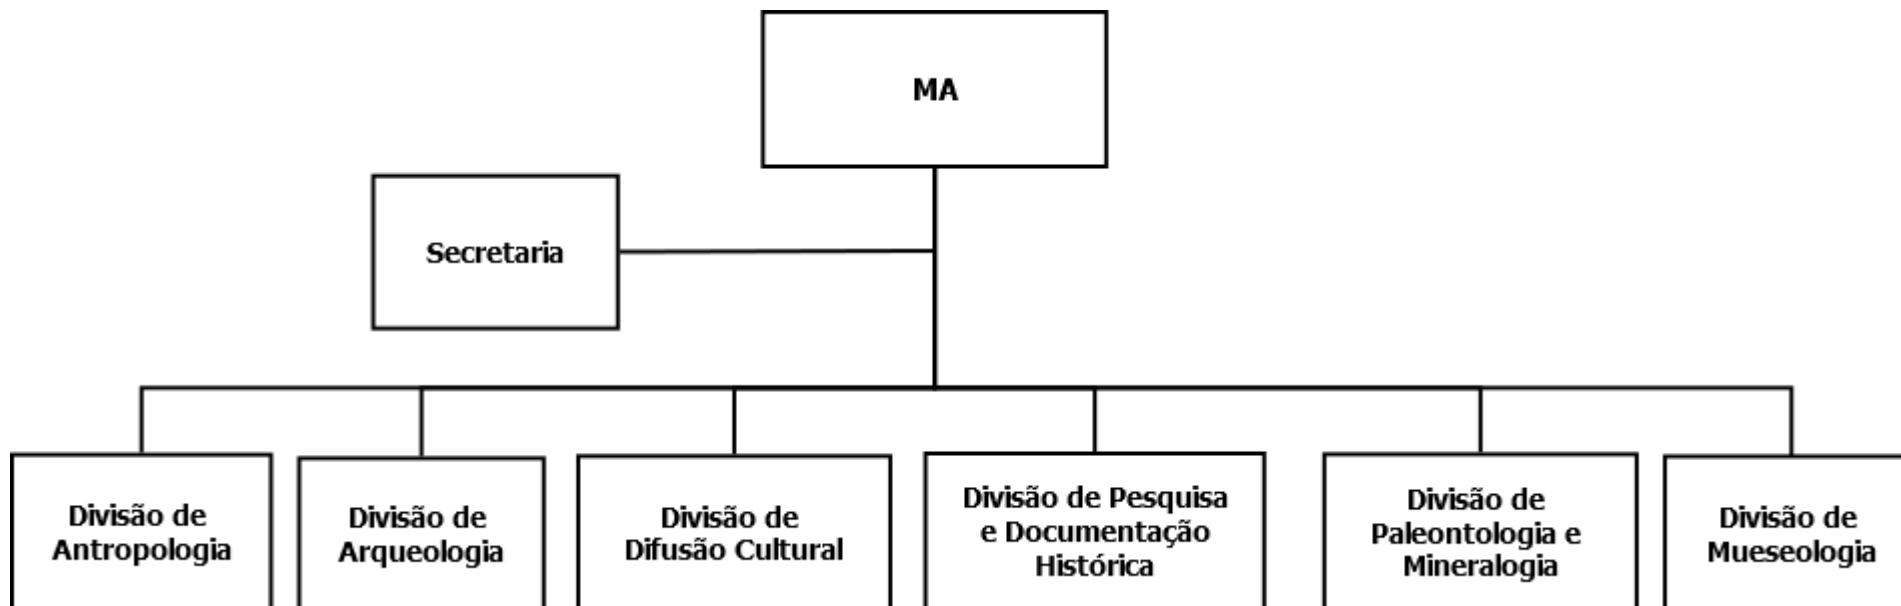 MA
Secretaria
Divisão de
Antropologia
Divisão de
Arqueologia
Divisão de
Difusão Cultural
Divisão de Pesquisa
e Documentação
Histórica
Divisão de
Paleontologia e
Mineralogia
Divisão de
Mueseologia